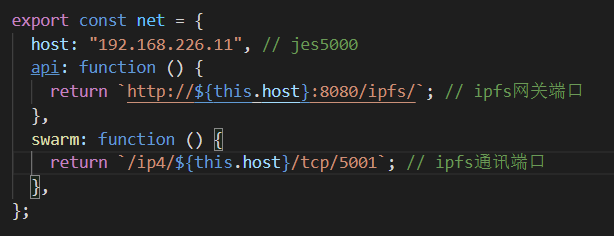 export const net = {
  host: "192.168.226.11", // jes5000
  api: function () {
    return `http://${this.host}:8080/ipfs/`; // ipfs网关端口
  },
  swarm: function () {
    return `/ip4/${this.host}/tcp/5001`; // ipfs通讯端口
  },
};